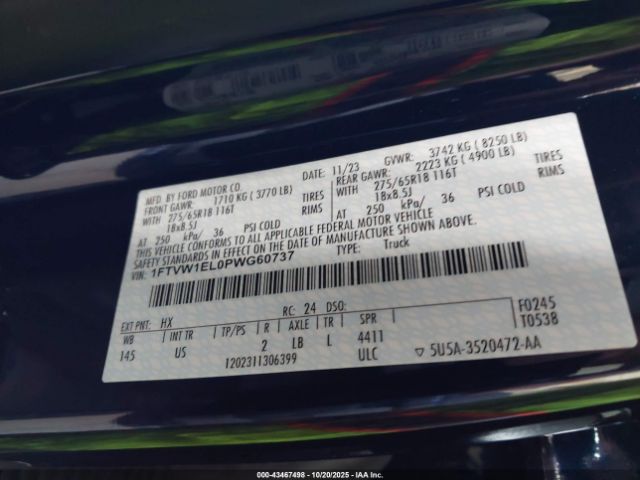 MFD. BY FORD MOTOR CO.
DATE: 11/23 GVWR: 3742 KG ( 8250 LB)
FRONT GAWR: 1710 KG ( 3770 LB)
REAR GAWR: 2223 KG ( 4900 LB)
WITH 275/65R18 116T TIRES
WITH 275/65R18 116T TIRES
18x8.5J RIMS
18x8.5J RIMS
AT 250 kPa/ 36 PSI COLD
AT 250 kPa/ 36 PSI COLD
THIS VEHICLE CONFORMS TO ALL APPLICABLE FEDERAL MOTOR VEHICLE
SAFETY STANDARDS IN EFFECT ON THE DATE OF MANUFACTURE SHOWN ABOVE.
VIN: 1FTVW1EL0PWG60737 TYPE: Truck
EXT PNT: HX RC: 24 DSO: F0245
WB INT TR TP/PS R AXLE TR SPR T0538
145 US 2 LB L 4411
1202311306399 ULC ▽ 5U5A-3520472-AA
000-43467498 - 10/20/2025 - IAA Inc.